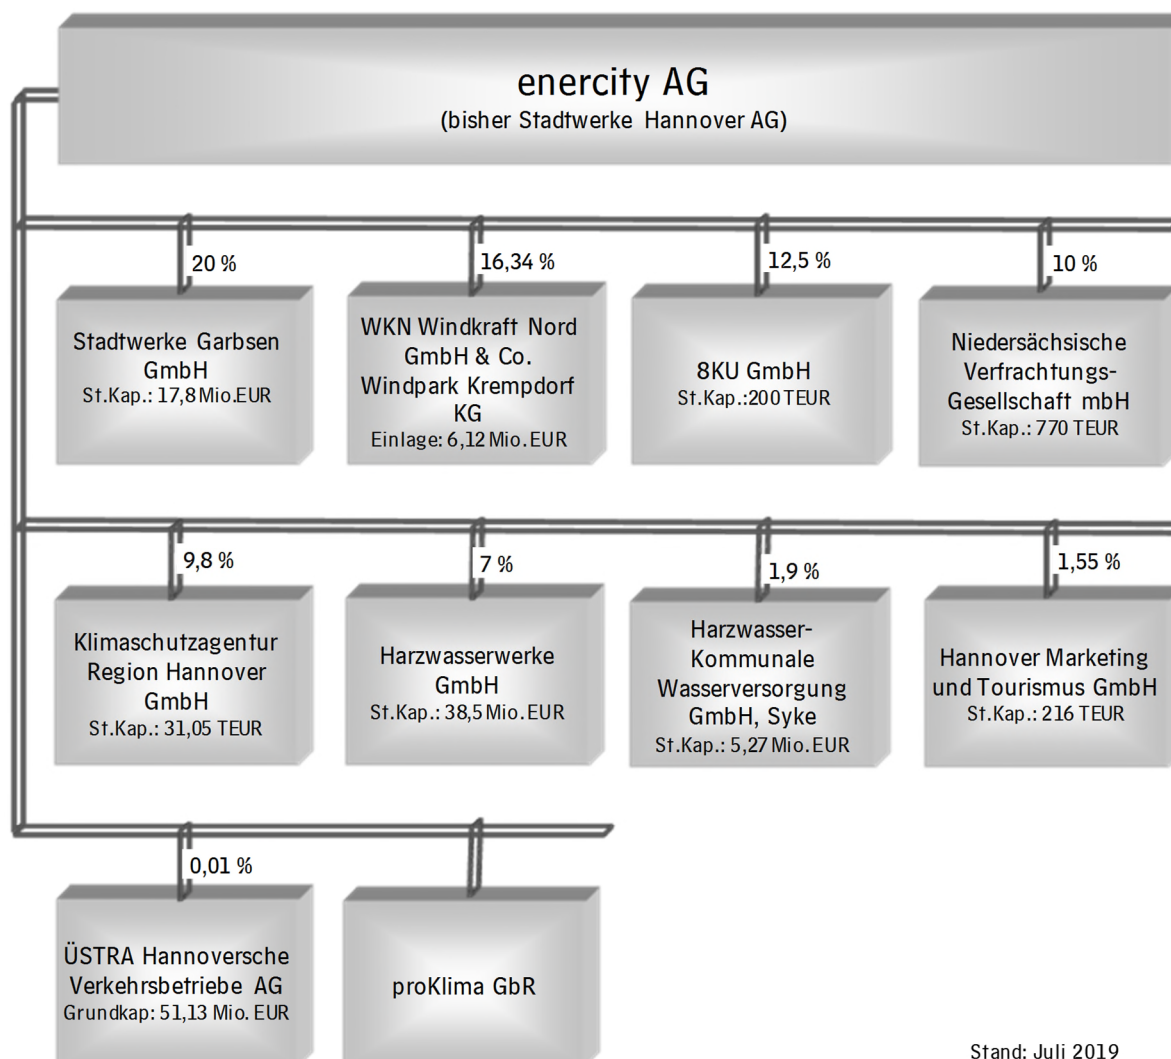 enercity AG
(bisher Stadtwerke Hannover AG)
20 %
16,34 %
12,5 %
10 %
Stadtwerke Garbsen
GmbH
St.Kap.: 17,8 Mio.EUR
WKN Windkraft Nord
GmbH & Co.
Windpark Krempdorf
KG
Einlage: 6,12 Mio.EUR
8KU GmbH
St.Kap.:200 TEUR
Niedersächsische
Verfrachtungs-
Gesellschaft mbH
St.Kap.: 770 TEUR
9,8 %
7 %
1,9 %
1,55 %
Klimaschutzagentur
Region Hannover
GmbH
St.Kap.: 31,05 TEUR
Harzwasserwerke
GmbH
St.Kap.: 38,5 Mio.EUR
Harzwasser-
Kommunale
Wasserversorgung
GmbH, Syke
St.Kap.: 5,27 Mio.EUR
Hannover Marketing
und Tourismus GmbH
St.Kap.: 216 TEUR
0,01 %
ÜSTRA Hannoversche
Verkehrsbetriebe AG
Grundkap: 51,13 Mio. EUR
proKlima GbR
Stand: Juli 2019